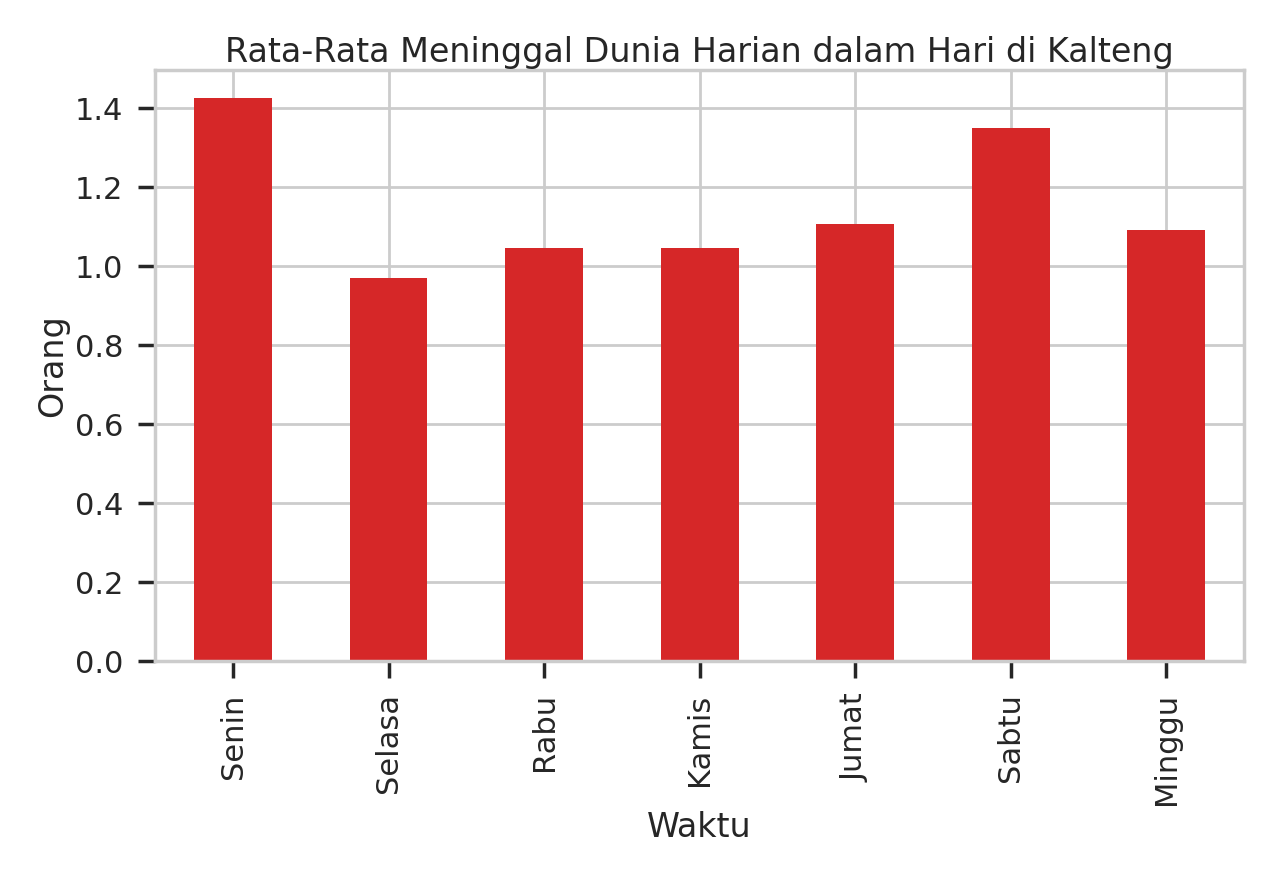 Rata-Rata Meninggal Dunia Harian dalam Hari di Kalteng
1.4
1.2
1.0
0.8
0.6
0.4
0.2
0.0
Orang
Senin
Selasa
Rabu
Kamis
Jumat
Sabtu
Minggu
Waktu